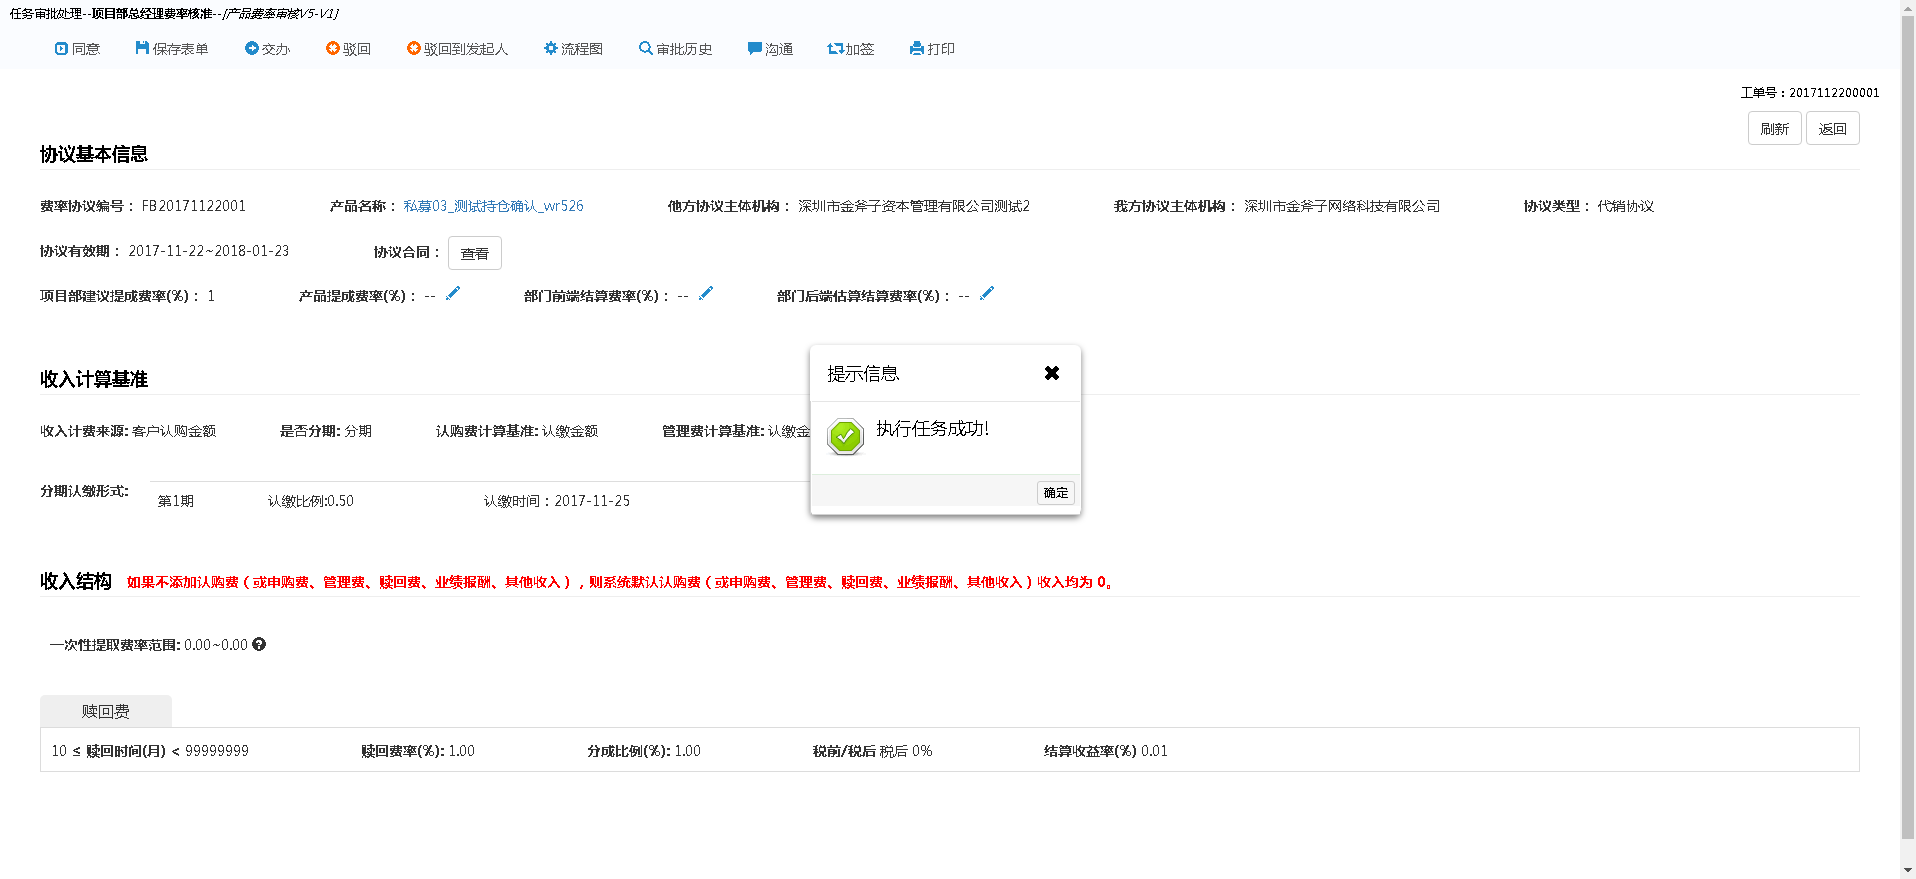 任务审批处理--项目部总经理费率核准--[产品费率审核V5-V1]
同意 保存表单 交办 驳回 驳回到发起人 流程图 审批历史 沟通 加签 打印
工单号：2017112200001
刷新 返回
协议基本信息
费率协议编号： FB20171122001 产品名称： 私募03_测试持仓确认_wr526 他方协议主体机构： 深圳市金斧子资本管理有限公司测试2 我方协议主体机构： 深圳市金斧子网络科技有限公司 协议类型： 代销协议
协议有效期： 2017-11-22~2018-01-23 协议合同： 查看
项目部建议提成费率(%)： 1 产品提成费率(%)： -- 部门前端结算费率(%)： -- 部门后端估算结算费率(%)： --
收入计算基准
收入计费来源: 客户认购金额 是否分期: 分期 认购费计算基准: 认缴金额 管理费计算基准: 认缴金
分期认缴形式: 第1期 认缴比例:0.50 认缴时间：2017-11-25
提示信息
执行任务成功!
确定
收入结构 如果不添加认购费（或申购费、管理费、赎回费、业绩报酬、其他收入），则系统默认认购费（或申购费、管理费、赎回费、业绩报酬、其他收入）收入均为 0。
一次性提取费率范围: 0.00~0.00
赎回费
10 ≤ 赎回时间(月) < 99999999 赎回费率(%): 1.00 分成比例(%): 1.00 税前/税后 税后 0% 结算收益率(%) 0.01